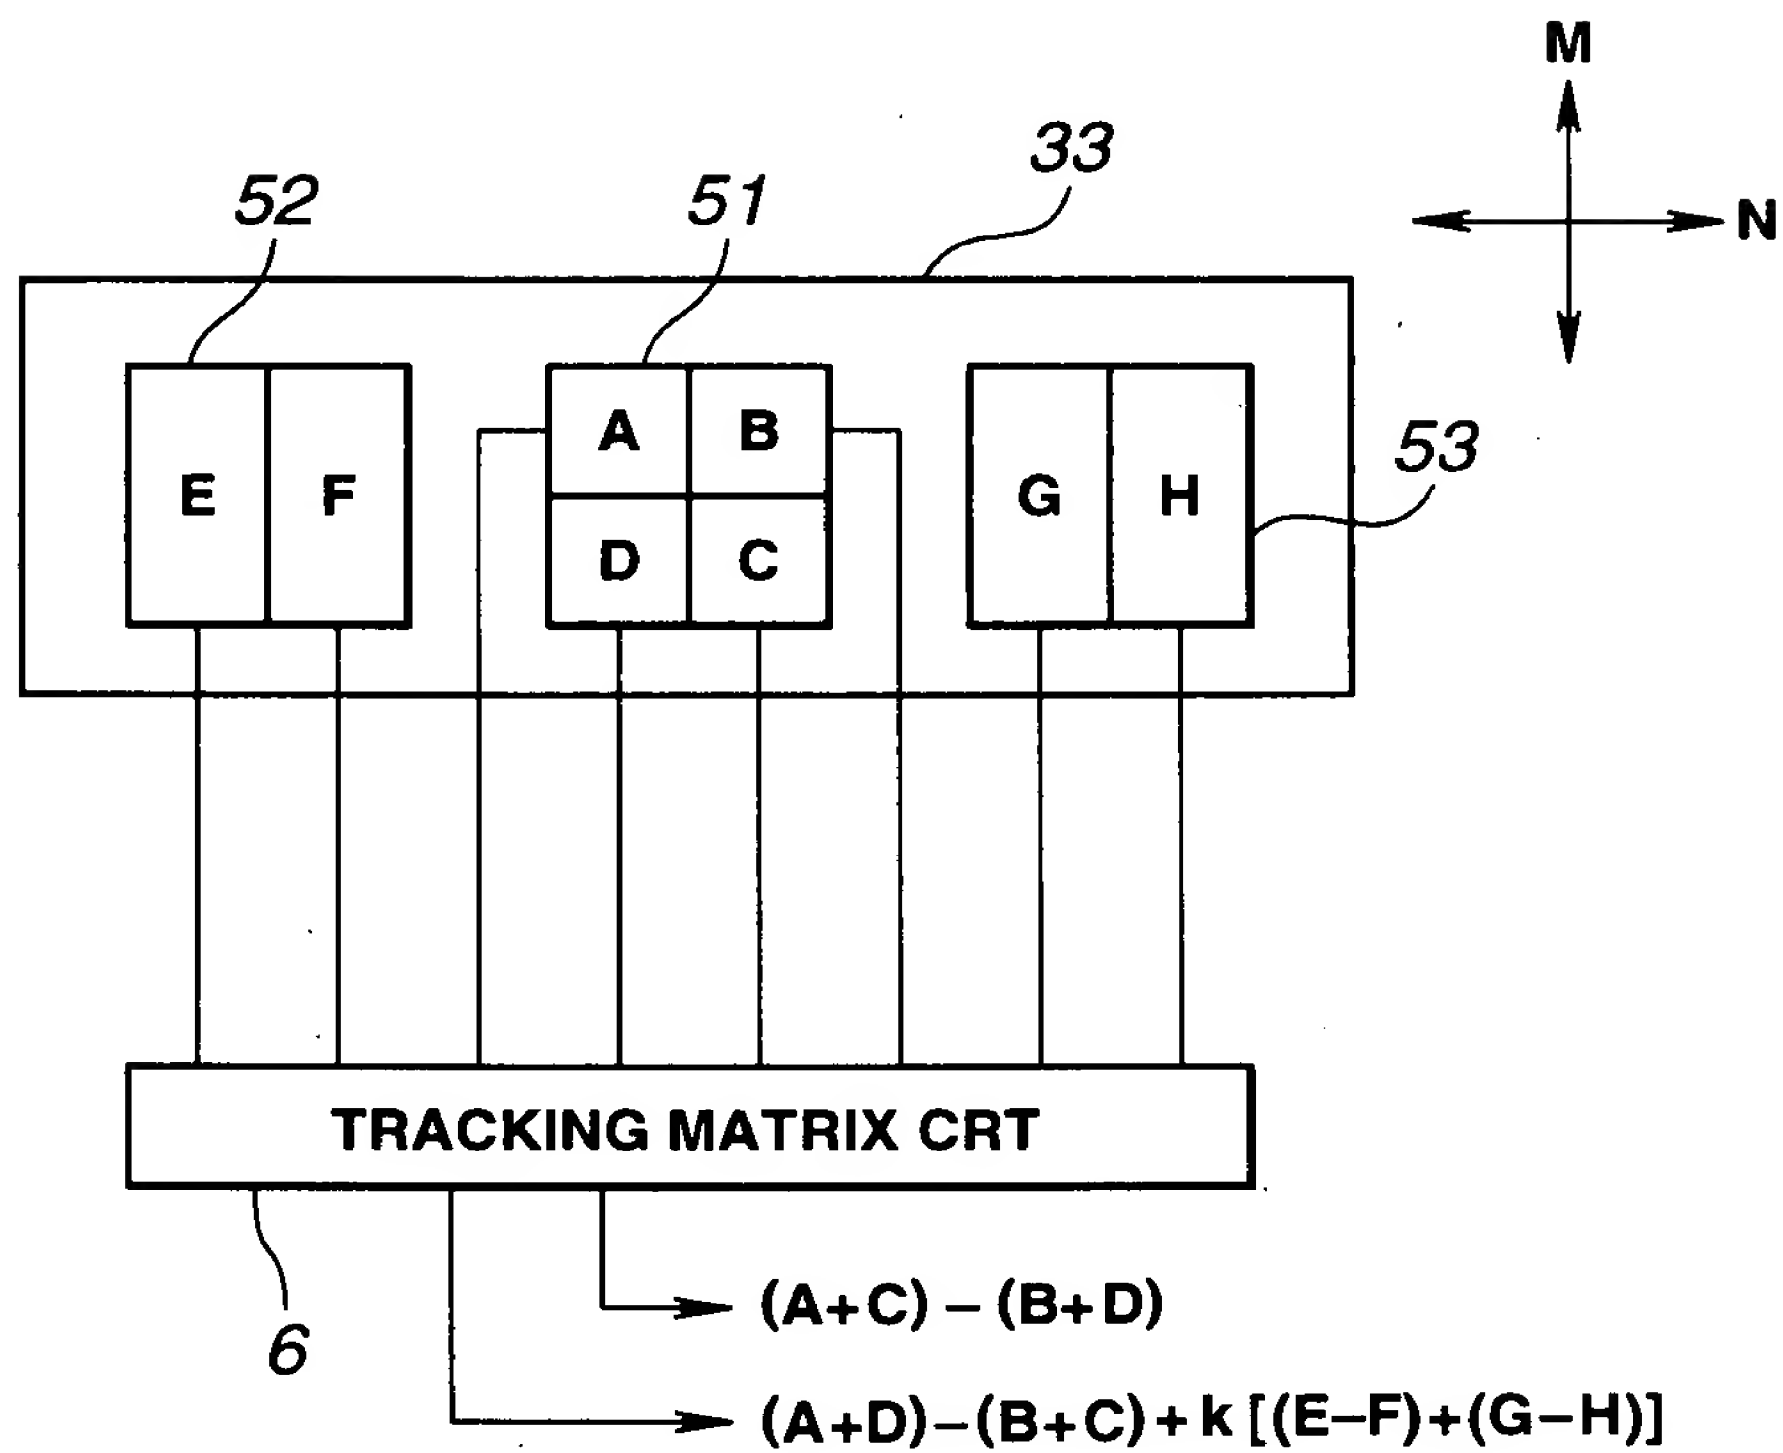 M
33
52
51
N
A B
53
E F
G H
D C
TRACKING MATRIX CRT
(A+C) – (B+D)
6
(A+D)–(B+C)+k [(E–F)+(G–H)]